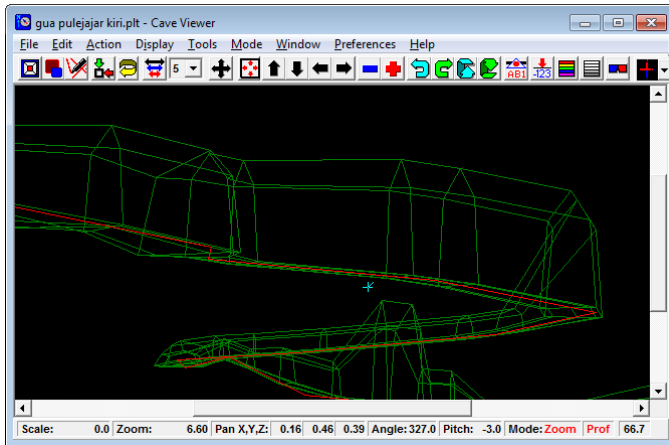 gua pulejajar kiri.plt - Cave Viewer
File Edit Action Display Tools Mode Window Preferences Help
5 AB1 -123
Scale: 0.0 Zoom: 6.60 Pan X,Y,Z: 0.16 0.46 0.39 Angle: 327.0 Pitch: -3.0 Mode: Zoom Prof 66.7